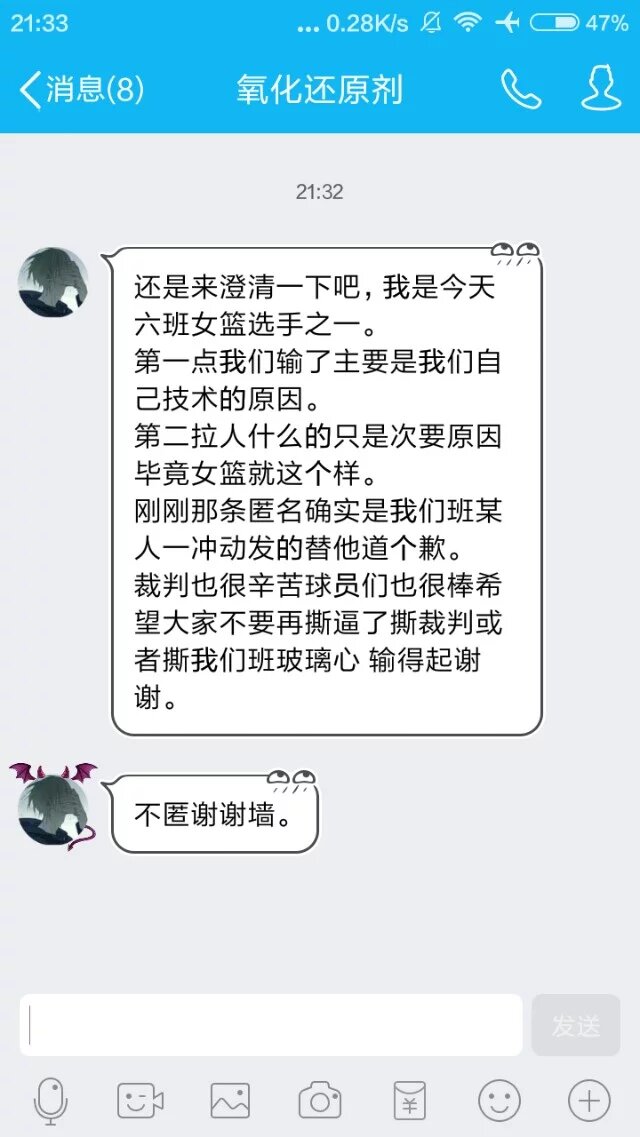 21:33
... 0.28K/s 47%
消息(8) 氧化还原剂
21:32
还是来澄清一下吧，我是今天
六班女篮选手之一。
第一点我们输了主要是我们自
己技术的原因。
第二拉人什么的只是次要原因
毕竟女篮就这个样。
刚刚那条匿名确实是我们班某
人一冲动发的替他道个歉。
裁判也很辛苦球员们也很棒希
望大家不要再撕逼了撕裁判或
者撕我们班玻璃心 输得起谢
谢。
不匿谢谢墙。
发送